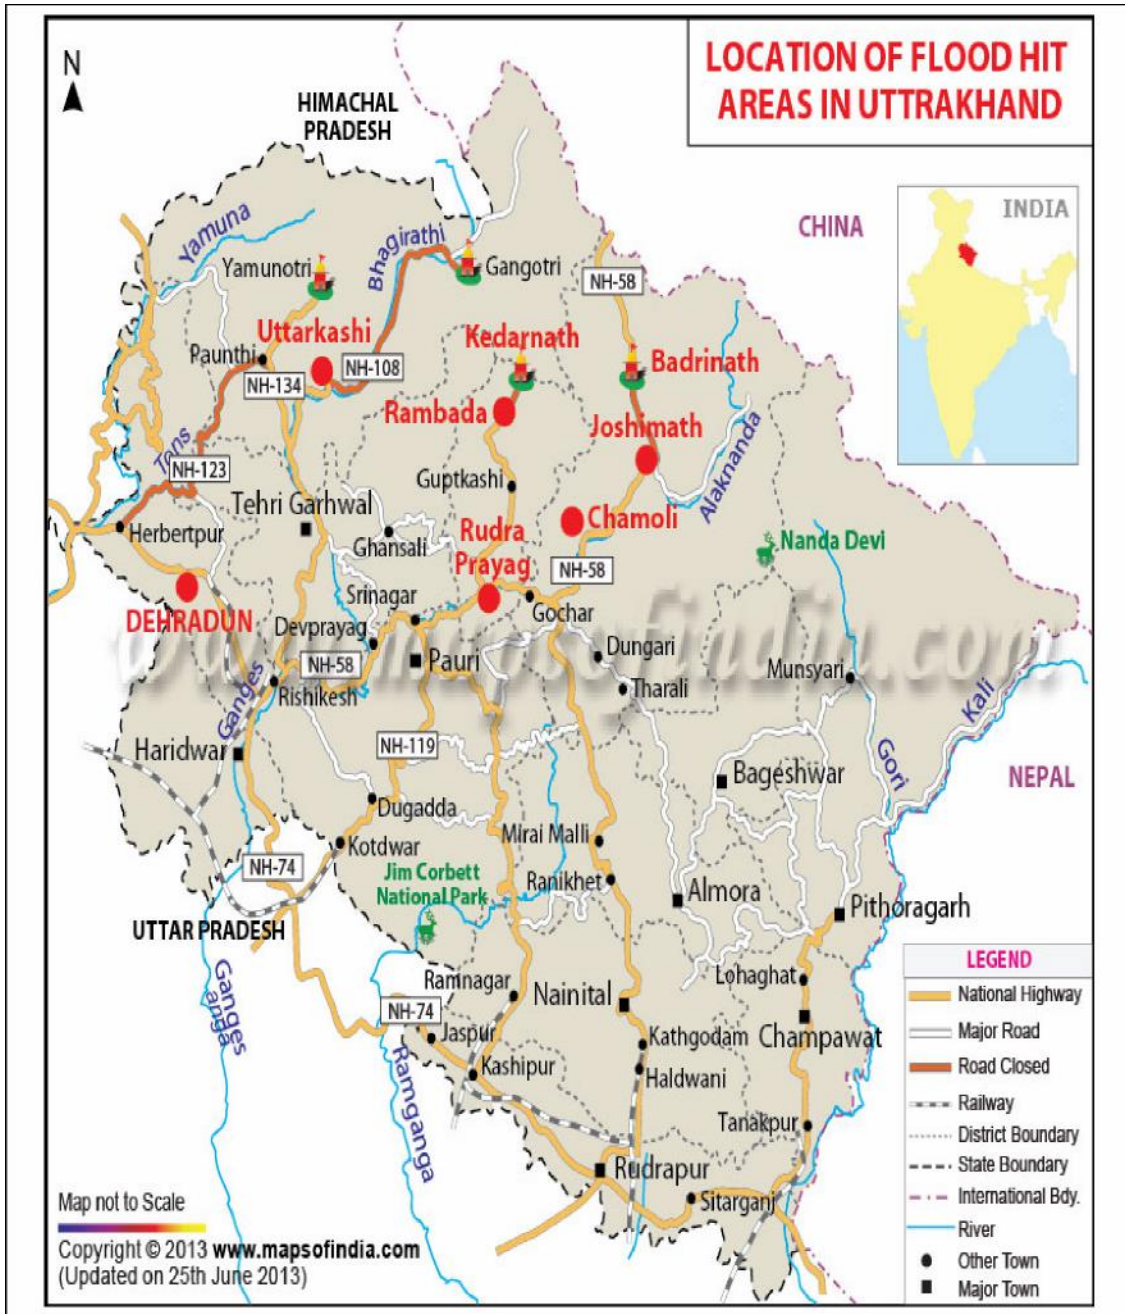 LOCATION OF FLOOD HIT
AREAS IN UTTRAKHAND
N
HIMACHAL
PRADESH
CHINA
INDIA
Yamuna
Yamunotri
Bhagirathi
Gangotri
NH-58
Uttarkashi
Kedarnath
Badrinath
Paunthi
NH-134
NH-108
Rambada
Joshimath
Tons
NH-123
Guptkashi
Alaknanda
Tehri Garhwal
Herbertpur
Ghansali
Rudra
Prayag
Chamoli
Nanda Devi
NH-58
DEHRADUN
Srinagar
Gochar
Devprayag
www.mapsofindia.com
NH-58
Pauri
Dungari
Rishikesh
Tharali
Munsyari
Kali
Ganges
Haridwar
NH-119
Bageshwar
Gori
NEPAL
Dugadda
Kotdwar
Mirai Malli
NH-74
Jim Corbett
National Park
Ranikhet
Almora
Pithoragarh
UTTAR PRADESH
Ganges
anga
Ramnagar
Nainital
Lohaghat
NH-74
Jaspur
Kathgodam
Champawat
Kashipur
Haldwani
Ramganga
Tanakpur
Rudrapur
Sitarganj
LEGEND
National Highway
Major Road
Road Closed
Railway
District Boundary
State Boundary
International Bdy.
River
Other Town
Major Town
Map not to Scale
Copyright © 2013 www.mapsofindia.com
(Updated on 25th June 2013)